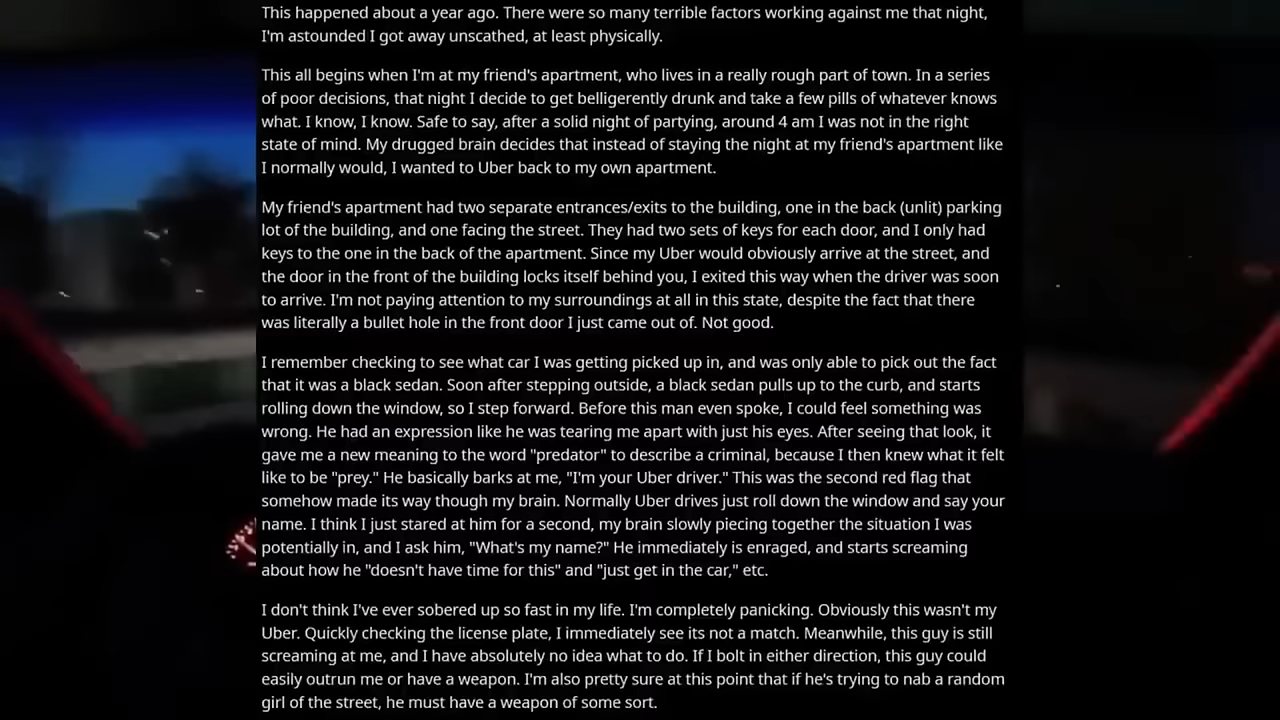 This happened about a year ago. There were so many terrible factors working against me that night,
I'm astounded I got away unscathed, at least physically.
This all begins when I'm at my friend's apartment, who lives in a really rough part of town. In a series
of poor decisions, that night I decide to get belligerently drunk and take a few pills of whatever knows
what. I know, I know. Safe to say, after a solid night of partying, around 4 am I was not in the right
state of mind. My drugged brain decides that instead of staying the night at my friend's apartment like
I normally would, I wanted to Uber back to my own apartment.
My friend's apartment had two separate entrances/exits to the building, one in the back (unlit) parking
lot of the building, and one facing the street. They had two sets of keys for each door, and I only had
keys to the one in the back of the apartment. Since my Uber would obviously arrive at the street, and
the door in the front of the building locks itself behind you, I exited this way when the driver was soon
to arrive. I'm not paying attention to my surroundings at all in this state, despite the fact that there
was literally a bullet hole in the front door I just came out of. Not good.
I remember checking to see what car I was getting picked up in, and was only able to pick out the fact
that it was a black sedan. Soon after stepping outside, a black sedan pulls up to the curb, and starts
rolling down the window, so I step forward. Before this man even spoke, I could feel something was
wrong. He had an expression like he was tearing me apart with just his eyes. After seeing that look, it
gave me a new meaning to the word "predator" to describe a criminal, because I then knew what it felt
like to be "prey." He basically barks at me, "I'm your Uber driver." This was the second red flag that
somehow made its way though my brain. Normally Uber drives just roll down the window and say your
name. I think I just stared at him for a second, my brain slowly piecing together the situation I was
potentially in, and I ask him, "What's my name?" He immediately is enraged, and starts screaming
about how he "doesn't have time for this" and "just get in the car," etc.
I don't think I've ever sobered up so fast in my life. I'm completely panicking. Obviously this wasn't my
Uber. Quickly checking the license plate, I immediately see its not a match. Meanwhile, this guy is still
screaming at me, and I have absolutely no idea what to do. If I bolt in either direction, this guy could
easily outrun me or have a weapon. I'm also pretty sure at this point that if he's trying to nab a random
girl of the street, he must have a weapon of some sort.